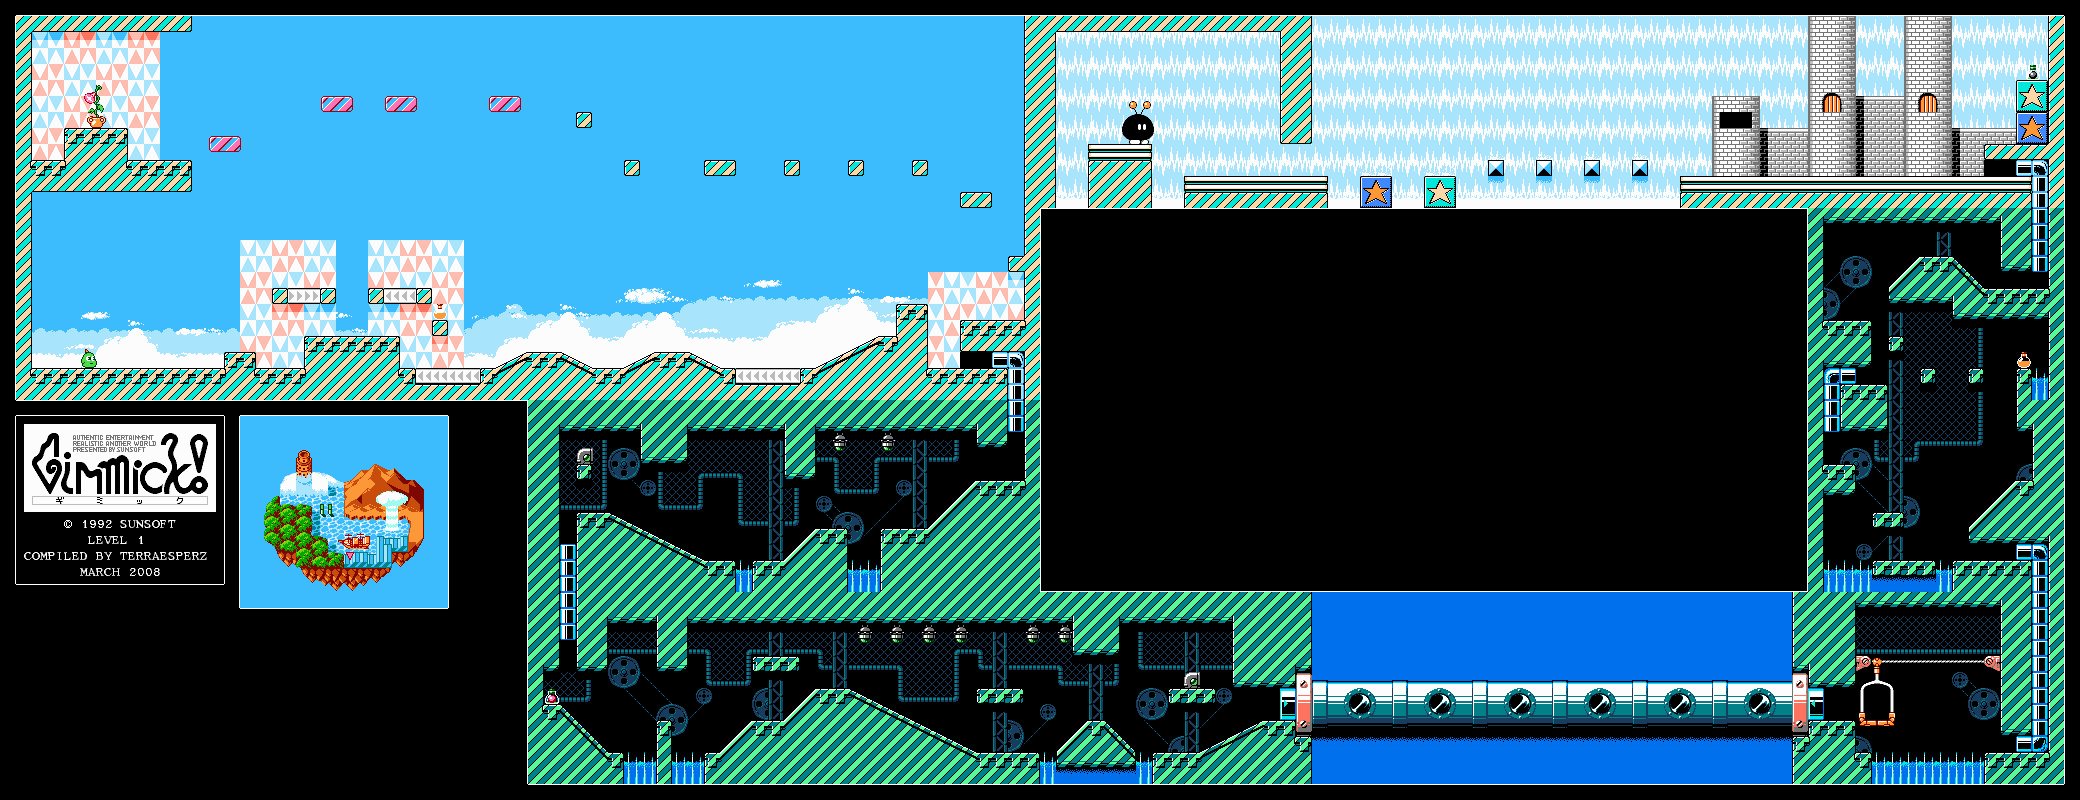 AUTHENTIC ENTERTAINMENT
REALISTIC ANOTHER WORLD
PRESENTED BY SUNSOFT
Gimmick!
ギミック
© 1992 SUNSOFT
LEVEL 1
COMPILED BY TERRAESPERZ
MARCH 2008